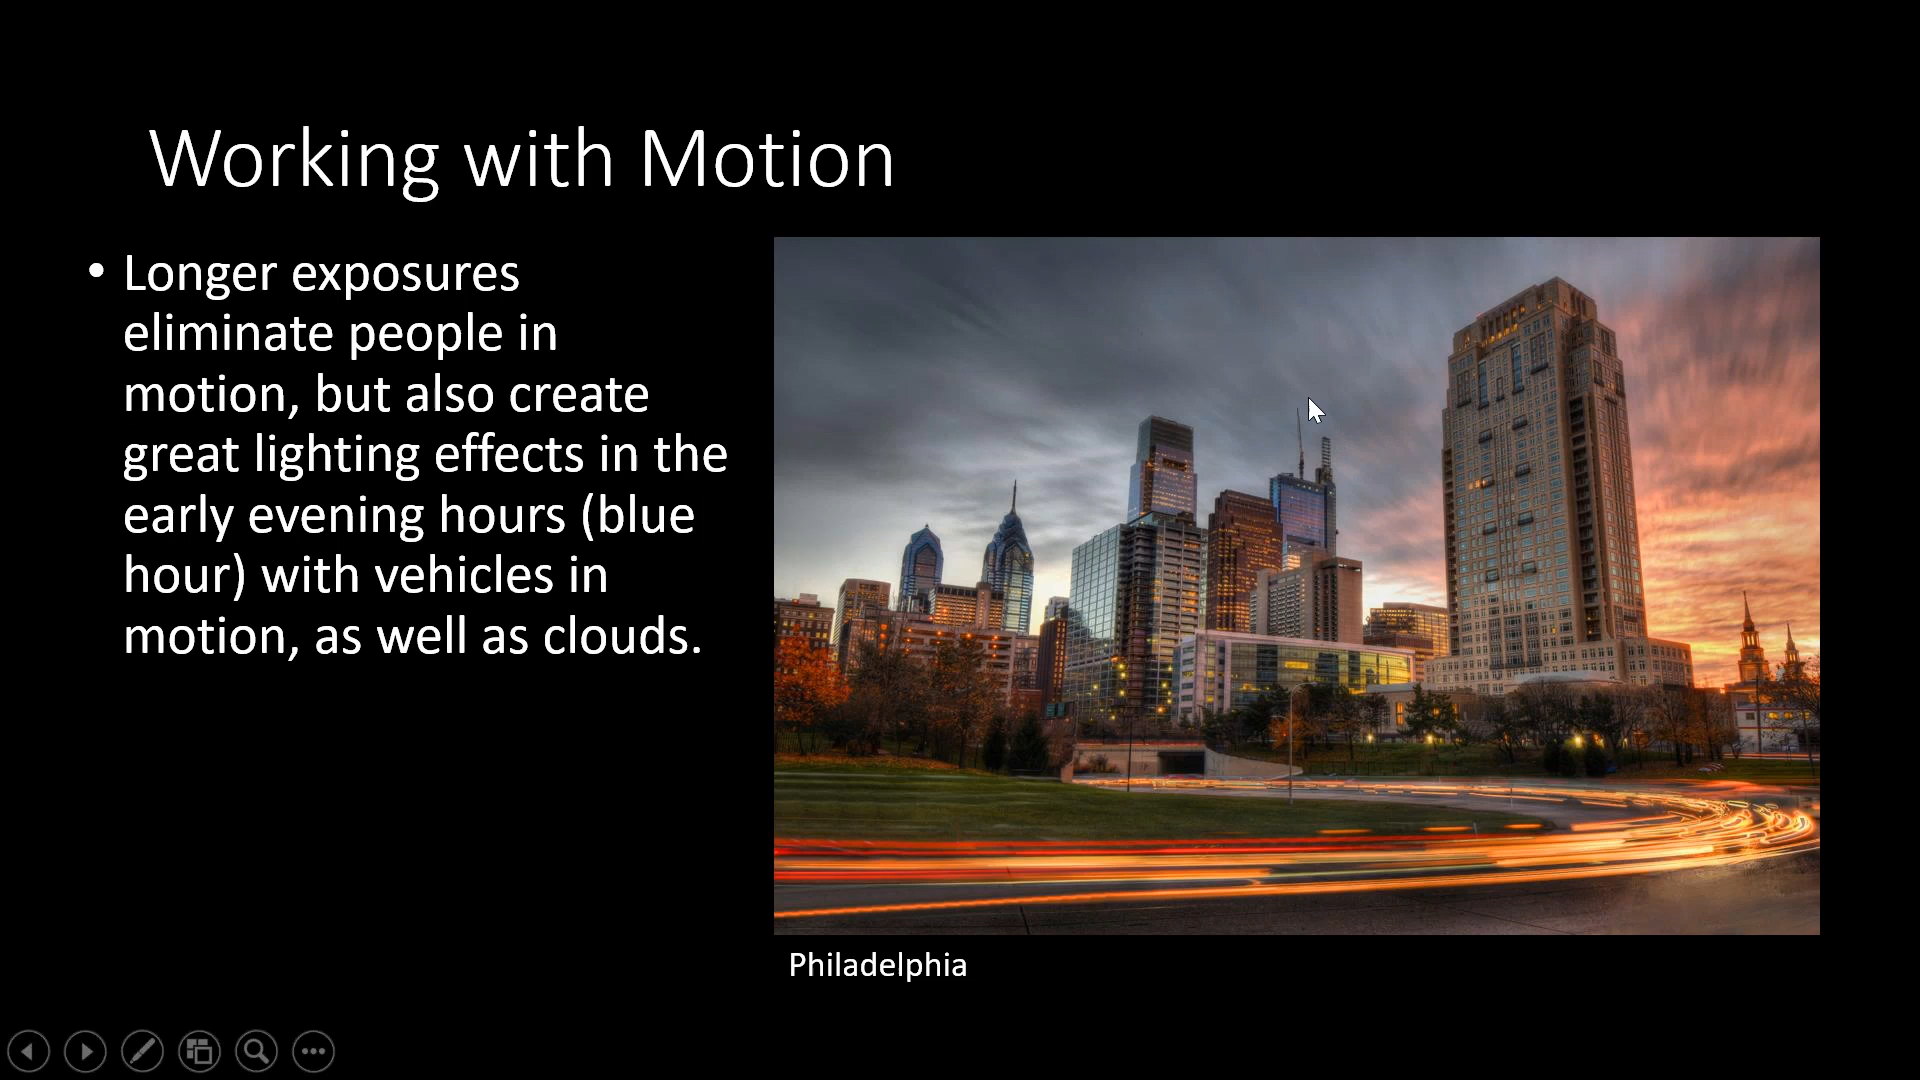 Working with Motion
• Longer exposures
eliminate people in
motion, but also create
great lighting effects in the
early evening hours (blue
hour) with vehicles in
motion, as well as clouds.
Philadelphia